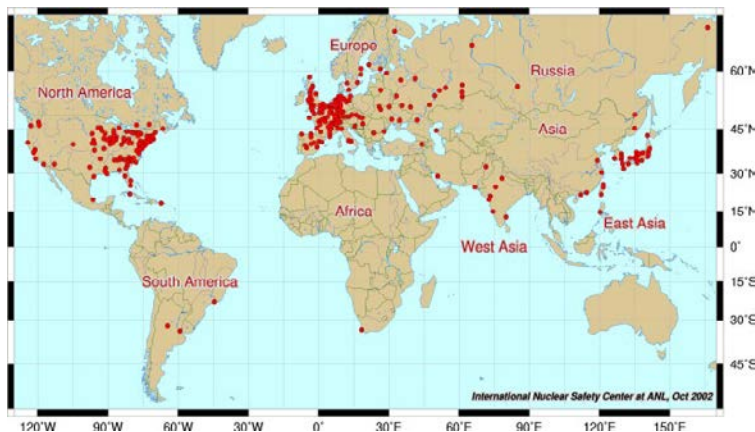 Europe
Russia
60°N
North America
Asia
45°N
30°N
Africa
15°N
East Asia
West Asia
0°
South America
15°S
30°S
45°S
International Nuclear Safety Center at ANL, Oct 2002
120°W 90°W 60°W 30°W 0°E 30°E 60°E 90°E 120°E 150°E